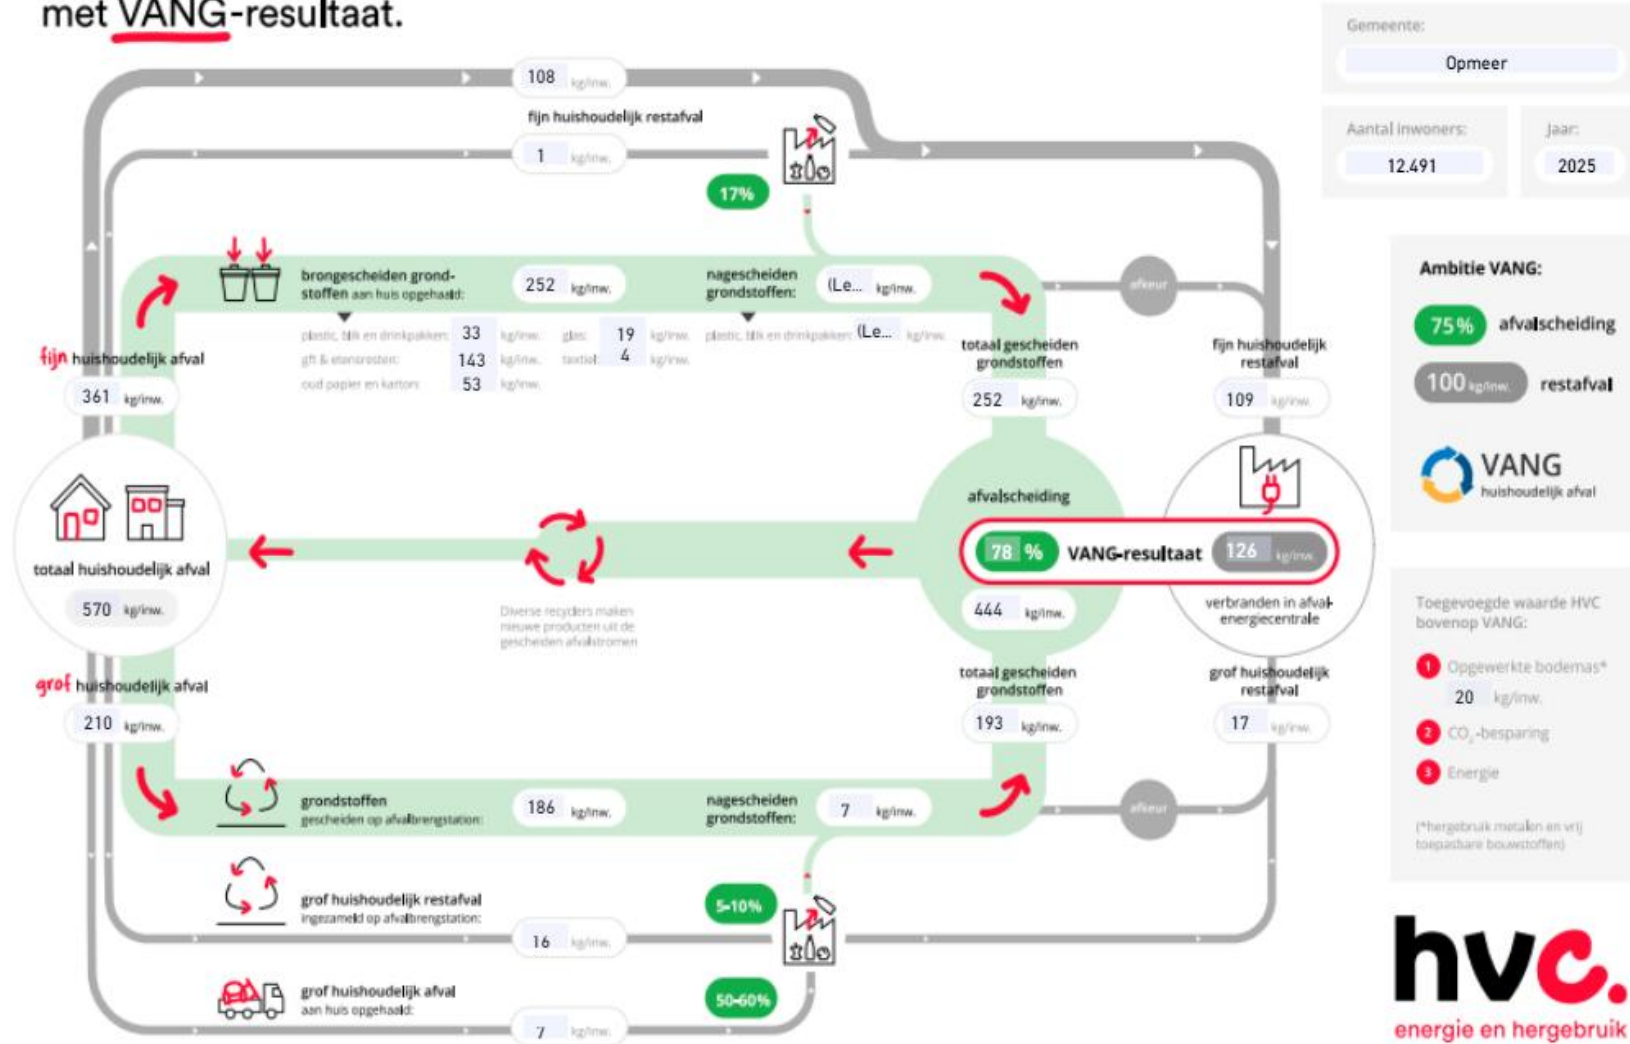 met VANG-resultaat.
108 kg/inw.
fijn huishoudelijk restafval
1 kg/inw.
17%
Gemeente:
Opmeer
Aantal inwoners:
12.491
Jaar:
2025
brongescheiden grond-
stoffen aan huis opgehaald:
252 kg/inw.
nagescheiden
grondstoffen:
(Le... kg/inw.
plastic, blik en drinkpakken: 33 kg/inw. glas: 19 kg/inw.
gft & etensresten: 143 kg/inw. textiel: 4 kg/inw.
oud papier en karton: 53 kg/inw.
plastic, blik en drinkpakken: (Le... kg/inw.
afkeur
fijn huishoudelijk afval
361 kg/inw.
totaal gescheiden
grondstoffen
252 kg/inw.
fijn huishoudelijk
restafval
109 kg/inw.
Ambitie VANG:
75% afvalscheiding
100 kg/inw. restafval
VANG
huishoudelijk afval
totaal huishoudelijk afval
570 kg/inw.
Diverse recyclers maken
nieuwe producten uit de
gescheiden afvalstromen
afvalscheiding
78 % VANG-resultaat 126 kg/inw.
444 kg/inw.
verbranden in afval-
energiecentrale
grof huishoudelijk afval
210 kg/inw.
totaal gescheiden
grondstoffen
193 kg/inw.
grof huishoudelijk
restafval
17 kg/inw.
Toegevoegde waarde HVC
bovenop VANG:
1 Opgewerkte bodemas*
20 kg/inw.
2 CO₂-besparing
3 Energie
(*hergebruik metalen en vrij
toepasbare bouwstoffen)
grondstoffen
gescheiden op afvalbrengstation:
186 kg/inw.
nagescheiden
grondstoffen:
7 kg/inw.
afkeur
grof huishoudelijk restafval
ingezameld op afvalbrengstation:
16 kg/inw.
5-10%
grof huishoudelijk afval
aan huis opgehaald:
7 kg/inw.
50-60%
hvc.
energie en hergebruik